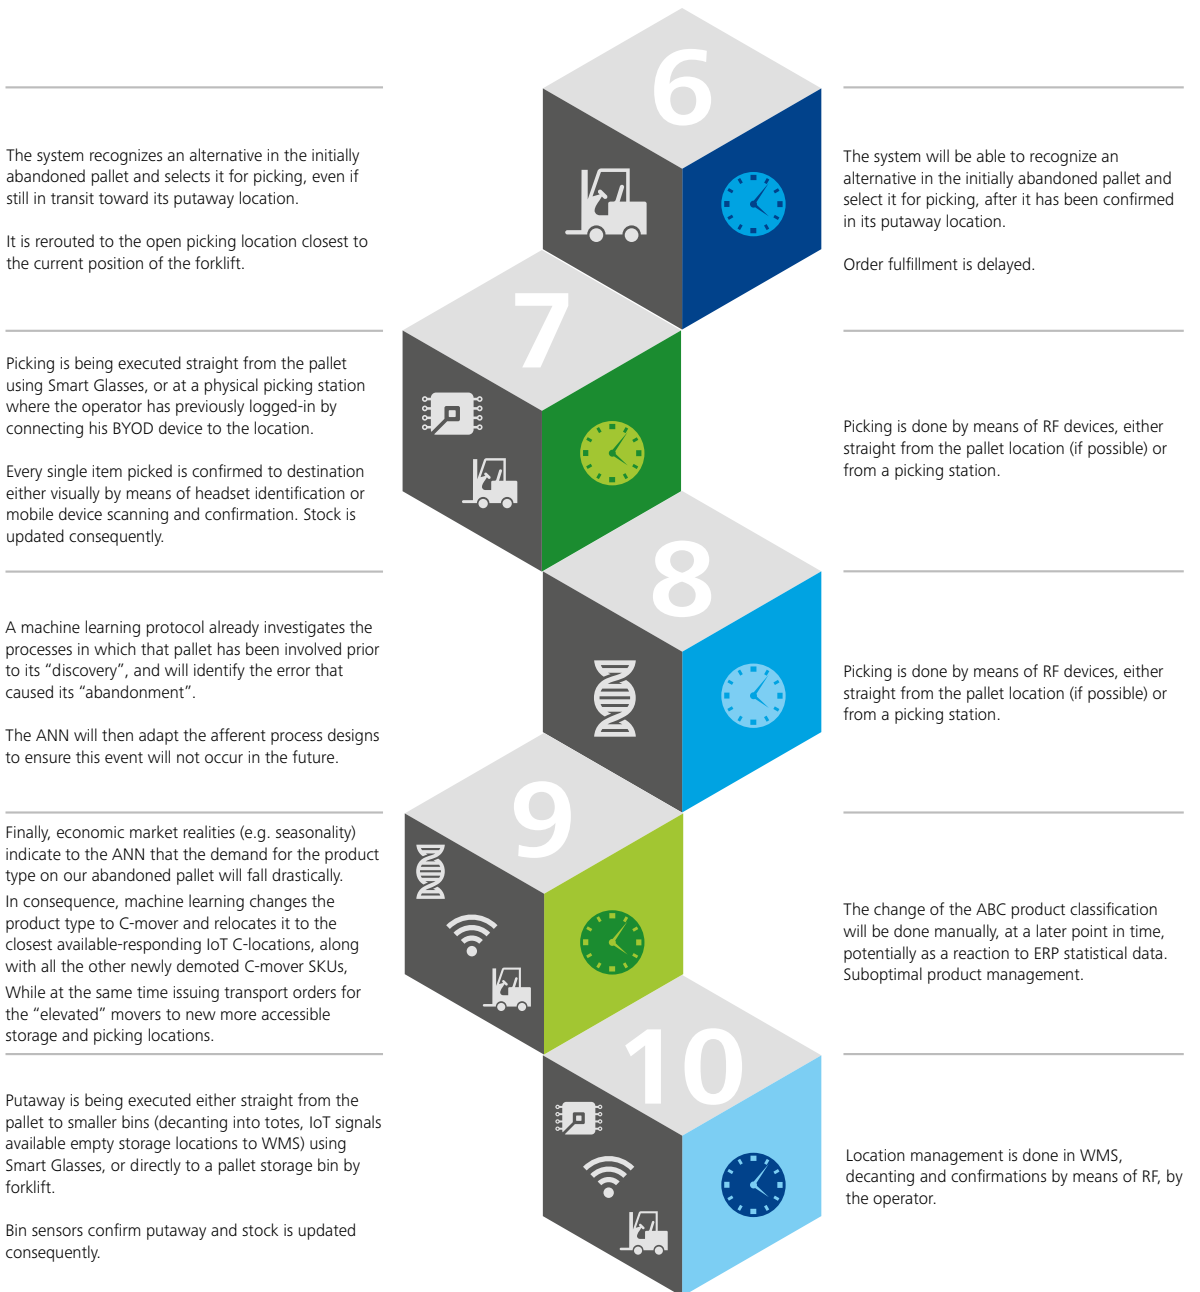 6
The system recognizes an alternative in the initially
abandoned pallet and selects it for picking, even if
still in transit toward its putaway location.
It is rerouted to the open picking location closest to
the current position of the forklift.
The system will be able to recognize an
alternative in the initially abandoned pallet and
select it for picking, after it has been confirmed
in its putaway location.
Order fulfillment is delayed.
7
Picking is being executed straight from the pallet
using Smart Glasses, or at a physical picking station
where the operator has previously logged-in by
connecting his BYOD device to the location.
Every single item picked is confirmed to destination
either visually by means of headset identification or
mobile device scanning and confirmation. Stock is
updated consequently.
Picking is done by means of RF devices, either
straight from the pallet location (if possible) or
from a picking station.
8
A machine learning protocol already investigates the
processes in which that pallet has been involved prior
to its “discovery”, and will identify the error that
caused its “abandonment”.
The ANN will then adapt the afferent process designs
to ensure this event will not occur in the future.
Picking is done by means of RF devices, either
straight from the pallet location (if possible) or
from a picking station.
9
Finally, economic market realities (e.g. seasonality)
indicate to the ANN that the demand for the product
type on our abandoned pallet will fall drastically.
In consequence, machine learning changes the
product type to C-mover and relocates it to the
closest available-responding IoT C-locations, along
with all the other newly demoted C-mover SKUs,
While at the same time issuing transport orders for
the “elevated” movers to new more accessible
storage and picking locations.
The change of the ABC product classification
will be done manually, at a later point in time,
potentially as a reaction to ERP statistical data.
Suboptimal product management.
10
Putaway is being executed either straight from the
pallet to smaller bins (decanting into totes, IoT signals
available empty storage locations to WMS) using
Smart Glasses, or directly to a pallet storage bin by
forklift.
Bin sensors confirm putaway and stock is updated
consequently.
Location management is done in WMS,
decanting and confirmations by means of RF, by
the operator.